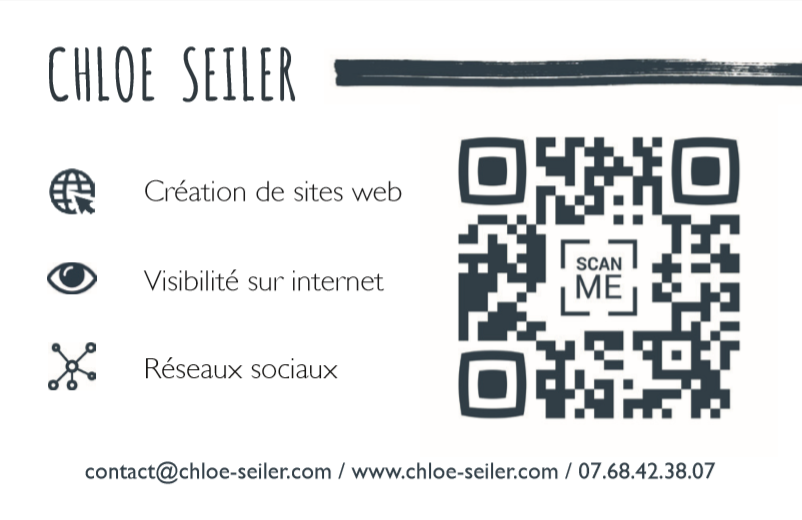 CHLOE SEILER
Création de sites web
Visibilité sur internet
Réseaux sociaux
SCAN
ME
contact@chloe-seiler.com / www.chloe-seiler.com / 07.68.42.38.07